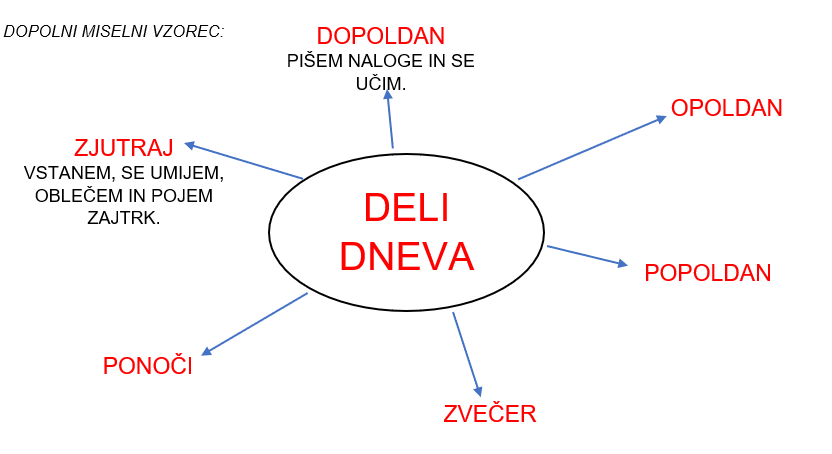 DOPOLNI MISELNI VZOREC:
DOPOLDAN
PIŠEM NALOGE IN SE
UČIM.
OPOLDAN
ZJUTRAJ
VSTANEM, SE UMIJEM,
OBLEČEM IN POJEM
ZAJTRK.
DELI
DNEVA
POPOLDAN
PONOČI
ZVEČER